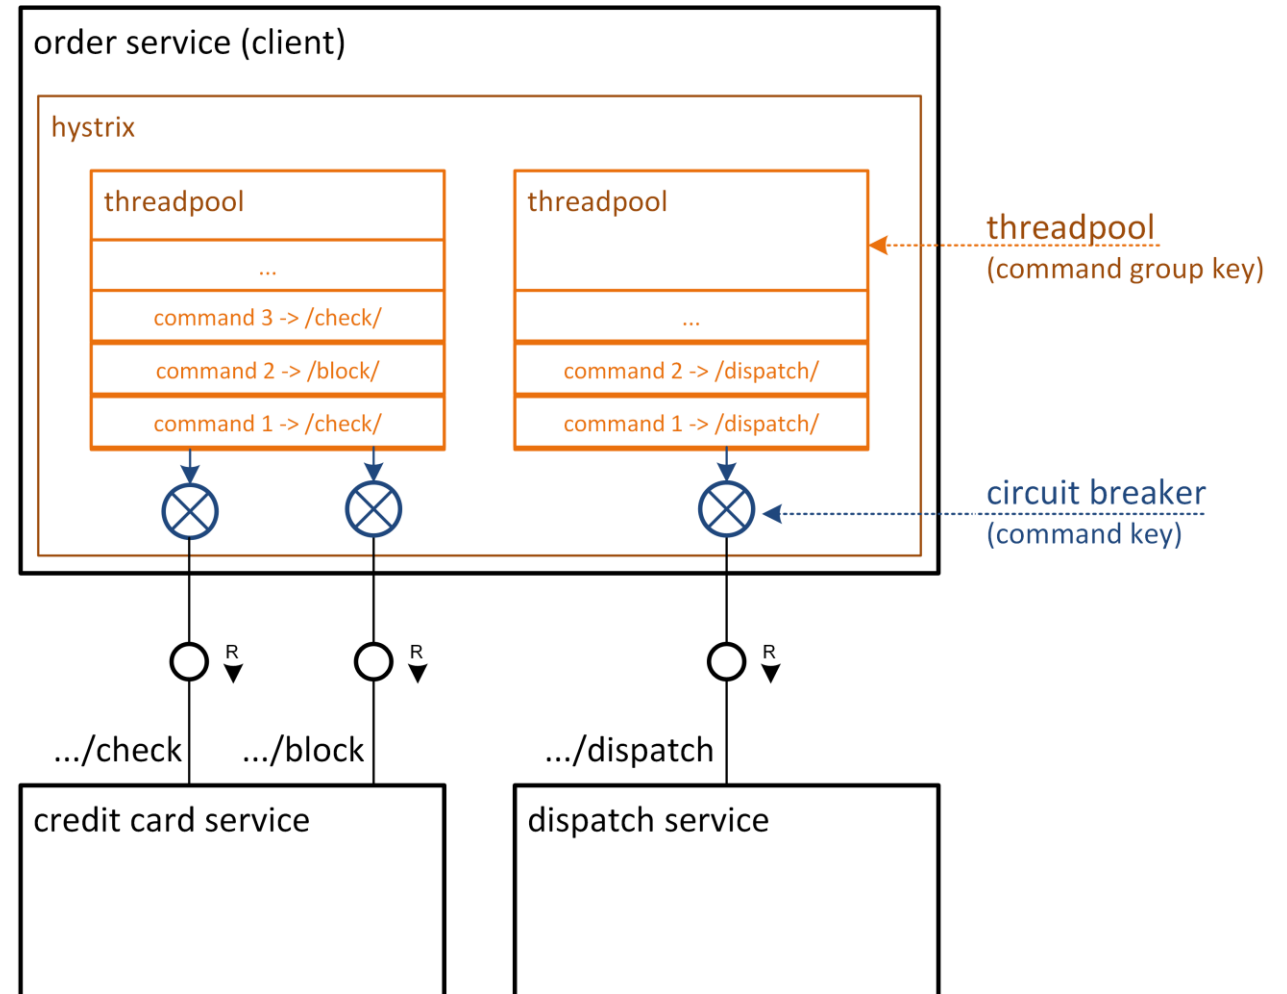 order service (client)
hystrix
threadpool
...
command 3 -> /check/
command 2 -> /block/
command 1 -> /check/
threadpool
...
command 2 -> /dispatch/
command 1 -> /dispatch/
threadpool
(command group key)
circuit breaker
(command key)
R
R
R
.../check
.../block
.../dispatch
credit card service
dispatch service